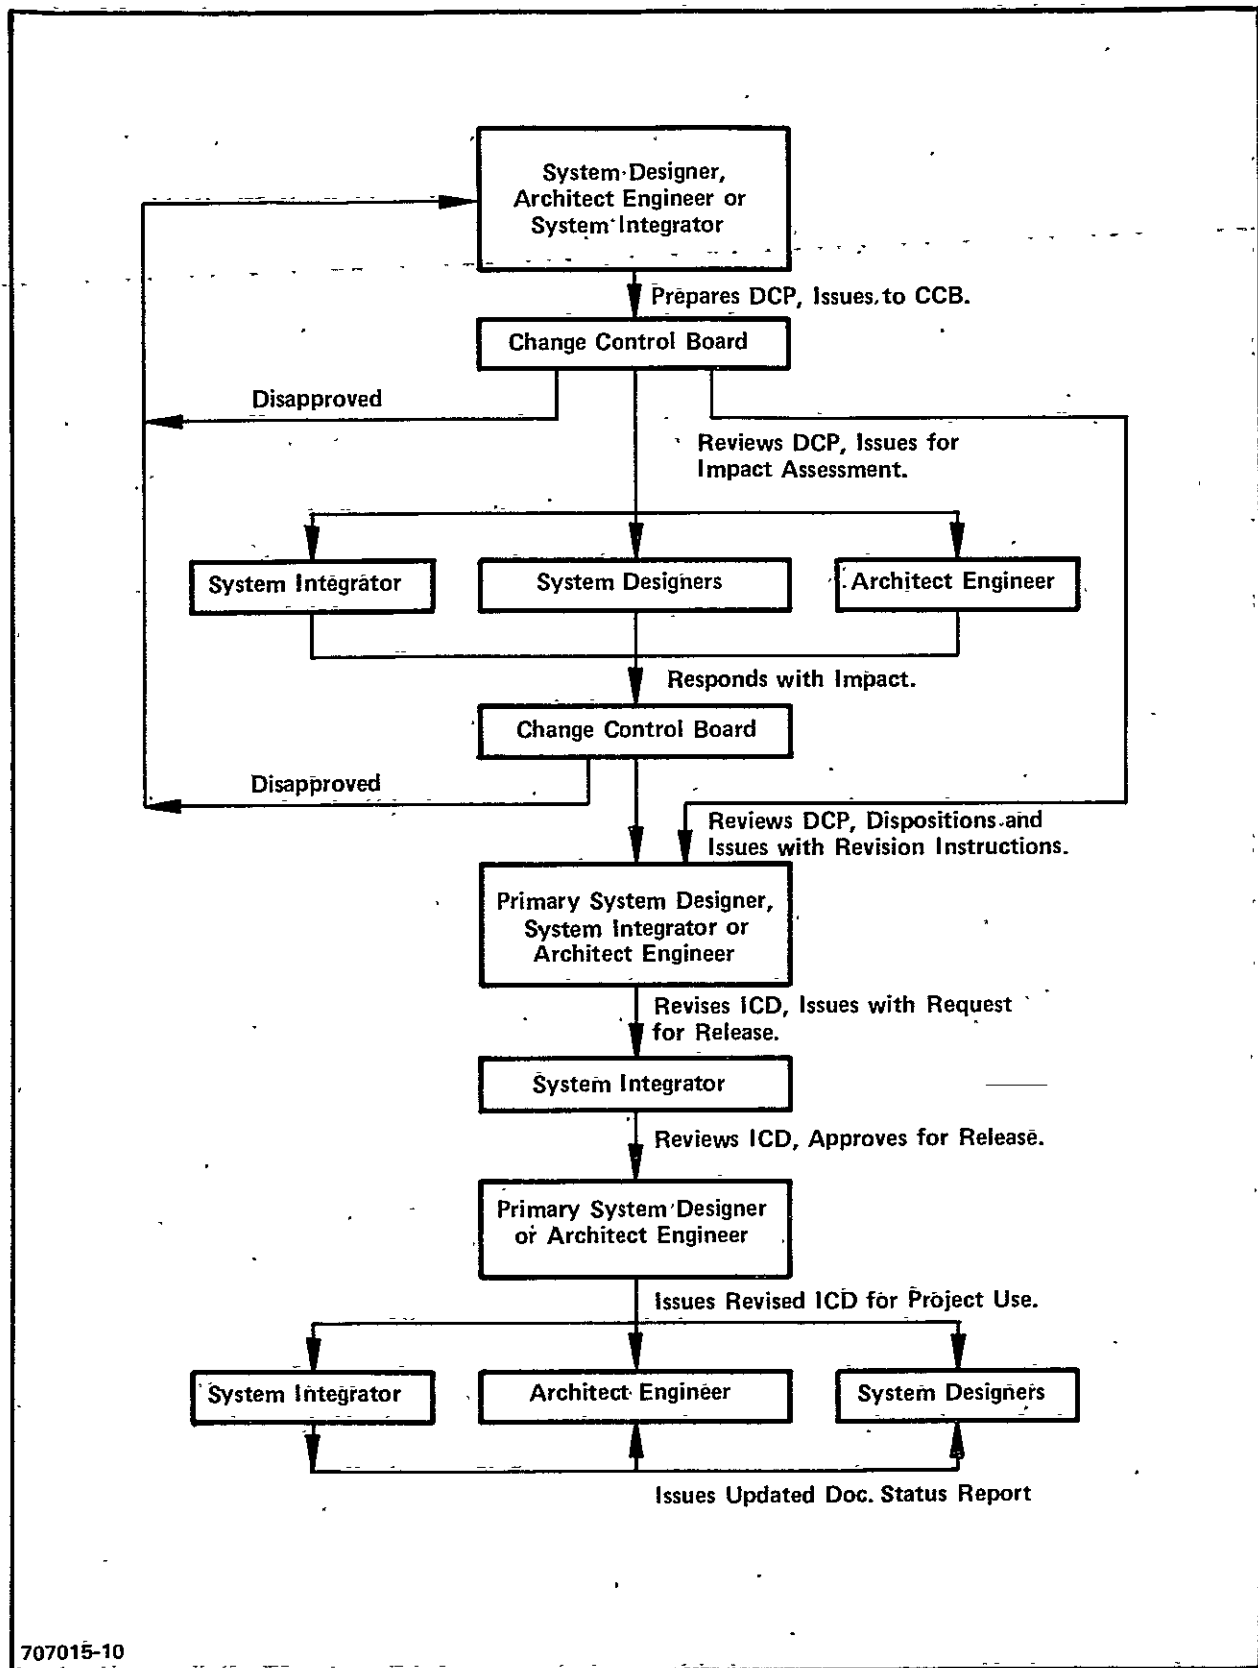 System Designer,
Architect Engineer or
System Integrator
Prepares DCP, Issues to CCB.
Change Control Board
Disapproved
Reviews DCP, Issues for
Impact Assessment.
System Integrator
System Designers
Architect Engineer
Responds with Impact.
Change Control Board
Disapproved
Reviews DCP, Dispositions and
Issues with Revision Instructions.
Primary System Designer,
System Integrator or
Architect Engineer
Revises ICD, Issues with Request
for Release.
System Integrator
Reviews ICD, Approves for Release.
Primary System Designer
or Architect Engineer
Issues Revised ICD for Project Use.
System Integrator
Architect Engineer
System Designers
Issues Updated Doc. Status Report
707015-10